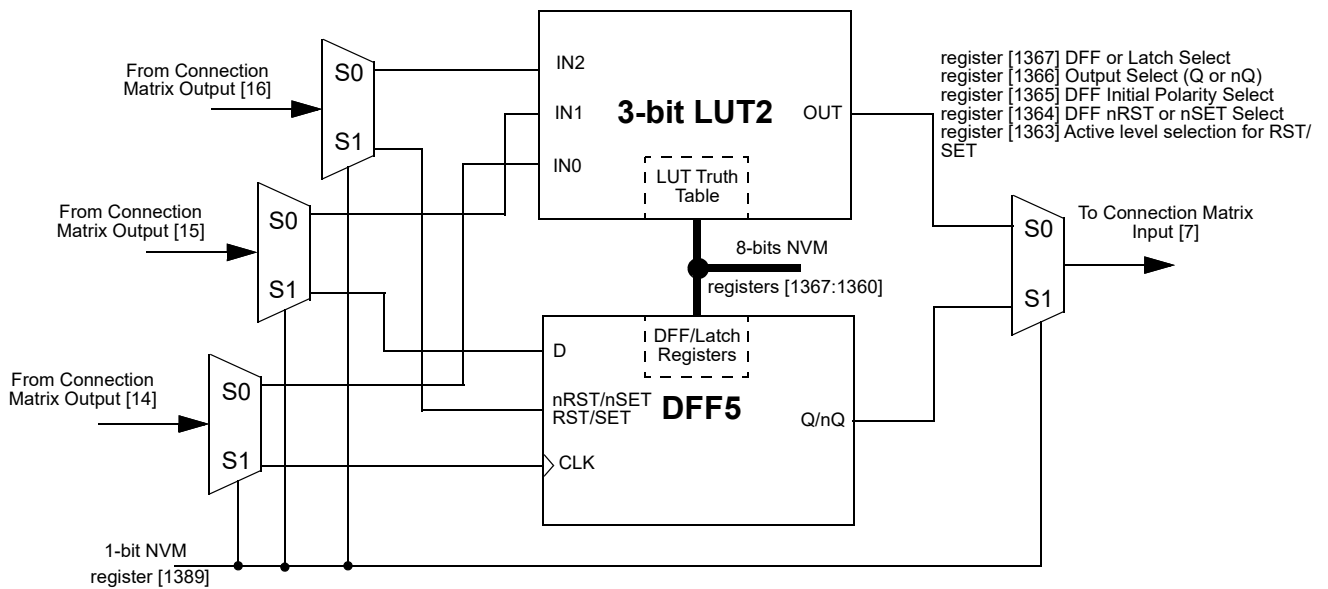 From Connection
Matrix Output [16]
S0
S1
IN2
IN1
IN0
3-bit LUT2
OUT
LUT Truth
Table
register [1367] DFF or Latch Select
register [1366] Output Select (Q or nQ)
register [1365] DFF Initial Polarity Select
register [1364] DFF nRST or nSET Select
register [1363] Active level selection for RST/
SET
From Connection
Matrix Output [15]
S0
S1
8-bits NVM
registers [1367:1360]
S0
S1
To Connection Matrix
Input [7]
From Connection
Matrix Output [14]
S0
S1
DFF/Latch
Registers
D
nRST/nSET
RST/SET
DFF5
CLK
Q/nQ
1-bit NVM
register [1389]